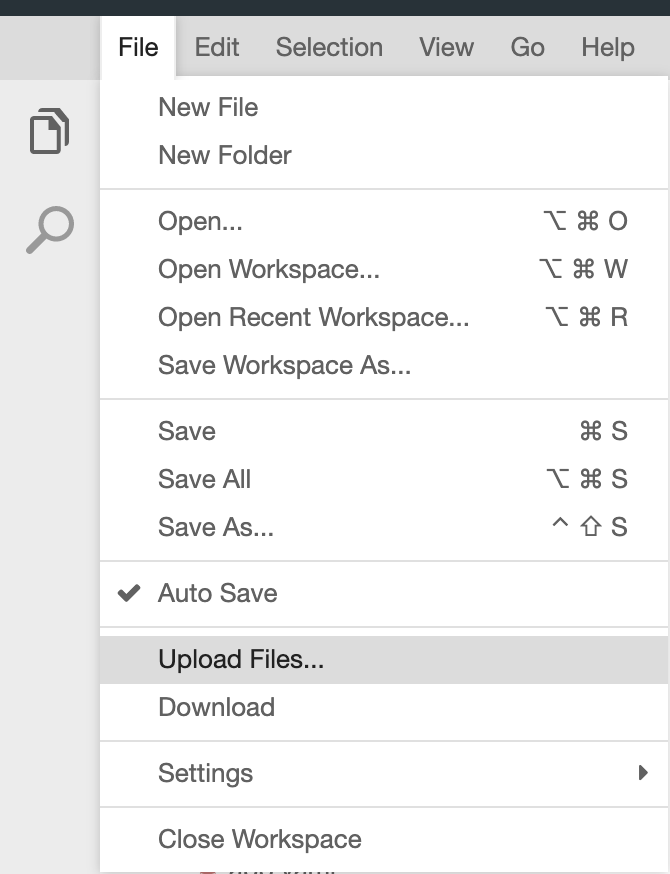 File Edit Selection View Go Help
New File
New Folder
Open... ⌥ ⌘ O
Open Workspace... ⌥ ⌘ W
Open Recent Workspace... ⌥ ⌘ R
Save Workspace As...
Save ⌘ S
Save All ⌥ ⌘ S
Save As... ^ ⇧ S
✔ Auto Save
Upload Files...
Download
Settings
Close Workspace